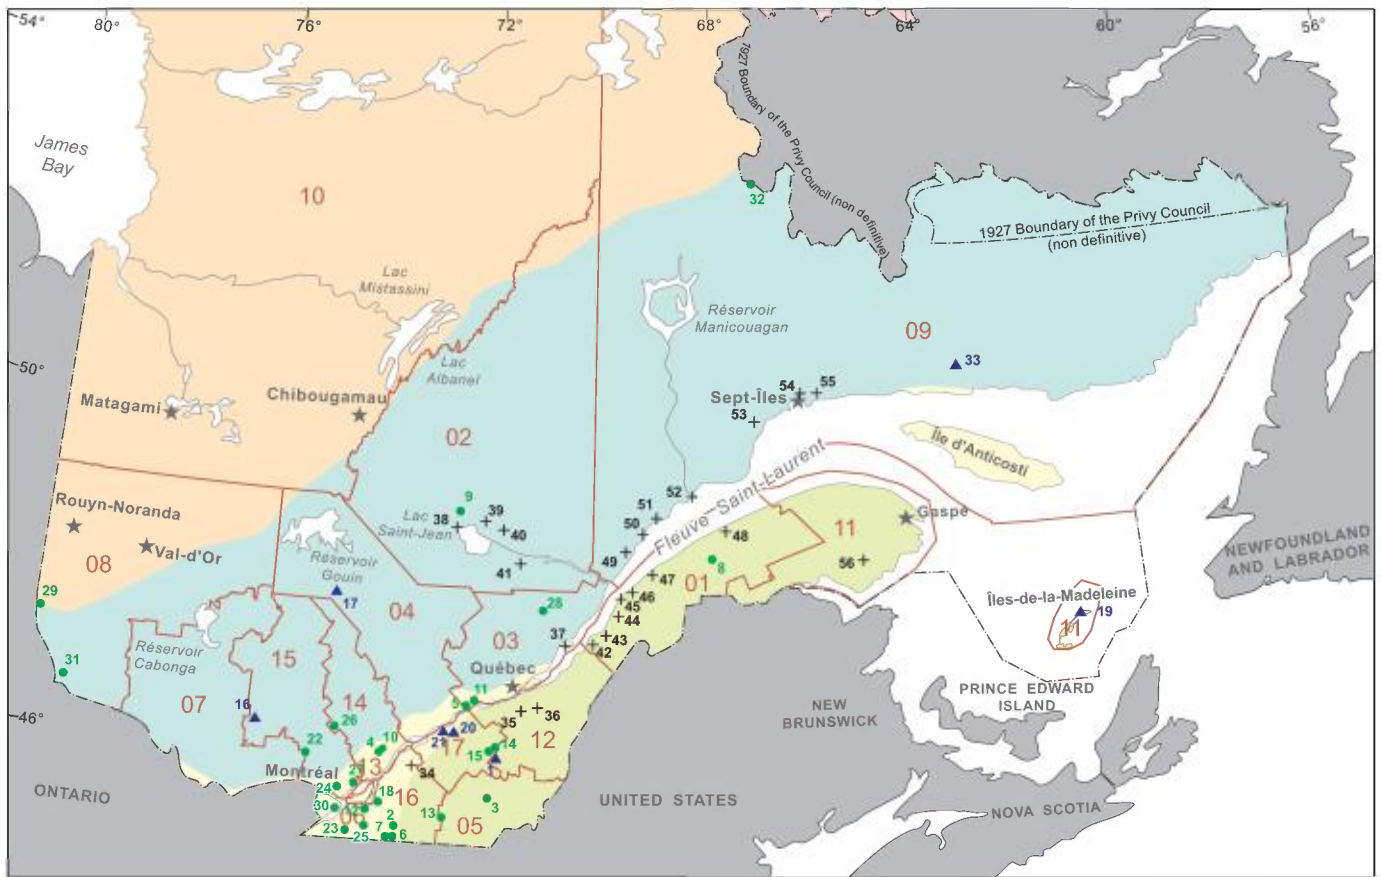 54°
80°
76°
72°
68°
64°
60°
56°
James
Bay
1927 Boundary of the Privy Council (non definitive)
10
32
1927 Boundary of the Privy Council
(non definitive)
Lac
Mistassini
Réservoir
Manicouagan
09
33
50°
Lac
Albanel
Matagami
Chibougamau
54
55
Sept-Îles
53
02
Île d'Anticosti
Fleuve Saint-Laurent
Rouyn-Noranda
Val-d'Or
08
9
Lac
Saint-Jean
38
39
40
41
52
51
50
49
48
11
Gaspé
56
Réservoir
Gouin
17
NEWFOUNDLAND
AND LABRADOR
29
04
28
47
01
8
46
45
44
43
42
Îles-de-la-Madeleine
11
19
31
Réservoir
Cabonga
15
03
37
Québec
07
16
14
26
5
11
35
36
12
PRINCE EDWARD
ISLAND
NEW
BRUNSWICK
46°
22
4
10
21
20
17
15
14
1
Montréal
13
34
24
30
18
16
3
06
23
25
7
2
6
13
05
ONTARIO
UNITED STATES
NOVA SCOTIA